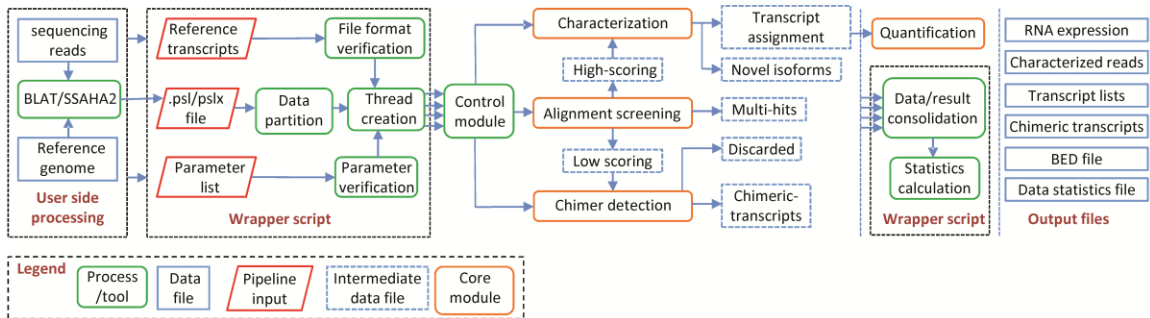 sequencing
reads
BLAT/SSAHA2
Reference
genome
User side
processing
Reference
transcripts
.psl/pslx
file
Parameter
list
File format
verification
Data
partition
Thread
creation
Parameter
verification
Wrapper script
Control
module
Characterization
High-scoring
Alignment screening
Low scoring
Chimer detection
Transcript
assignment
Novel isoforms
Multi-hits
Discarded
Chimeric-
transcripts
Quantification
Data/result
consolidation
Statistics
calculation
Wrapper script
RNA expression
Characterized reads
Transcript lists
Chimeric transcripts
BED file
Data statistics file
Output files
Legend
Process
/tool
Data
file
Pipeline
input
Intermediate
data file
Core
module